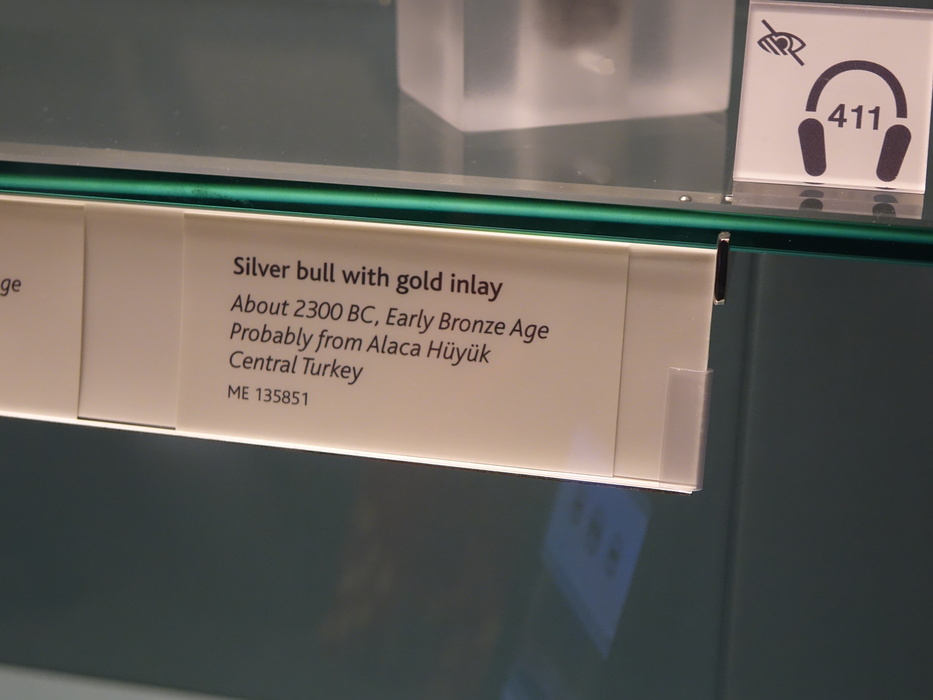 411
ge
Silver bull with gold inlay
About 2300 BC, Early Bronze Age
Probably from Alaca Hüyük
Central Turkey
ME 135851